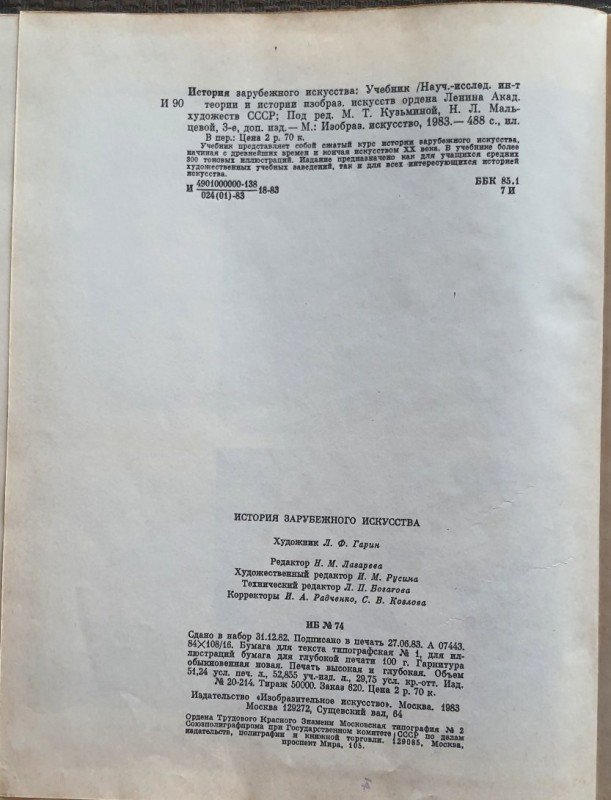 История зарубежного искусства: Учебник /Науч.-исслед. ин-т
И 90 теории и истории изобраз. искусств ордена Ленина Акад.
художеств СССР; Под ред. М. Т. Кузьминой, Н. Л. Маль-
цевой, 3-е, доп. изд.— М.: Изобраз. искусство, 1983.— 488 с., ил.
В пер.: Цена 2 р. 70 к.
Учебник представляет собой сжатый курс истории зарубежного искусства,
начиная с древнейших времен и кончая искусством XX века. В учебнике более
300 тоновых иллюстраций. Издание предназначено как для учащихся средних
художественных учебных заведений, так и для всех интересующихся историей
искусства.
И 4901000000-138 18-83 ББК 85.1
024(01)-83 7 И
ИСТОРИЯ ЗАРУБЕЖНОГО ИСКУССТВА
Художник Л. Ф. Гарин
Редактор Н. М. Лазарева
Художественный редактор И. М. Русина
Технический редактор Л. П. Богагова
Корректоры И. А. Радченко, С. В. Козлова
ИБ № 74
Сдано в набор 31.12.82. Подписано в печать 27.06.83. А 07443.
84×108/16. Бумага для текста типографская № 1, для ил-
люстраций бумага для глубокой печати 100 г. Гарнитура
обыкновенная новая. Печать высокая и глубокая. Объем
51,24 усл. печ. л., 52,855 уч.-изд. л., 29,75 усл. кр.-отт. Изд.
№ 20-214. Тираж 50000. Заказ 620. Цена 2 р. 70 к.
Издательство «Изобразительное искусство». Москва. 1983
Москва 129272, Сущевский вал, 64
Ордена Трудового Красного Знамени Московская типография № 2
Союзполиграфпрома при Государственном комитете СССР по делам
издательств, полиграфии и книжной торговли. 129085, Москва,
проспект Мира, 105.